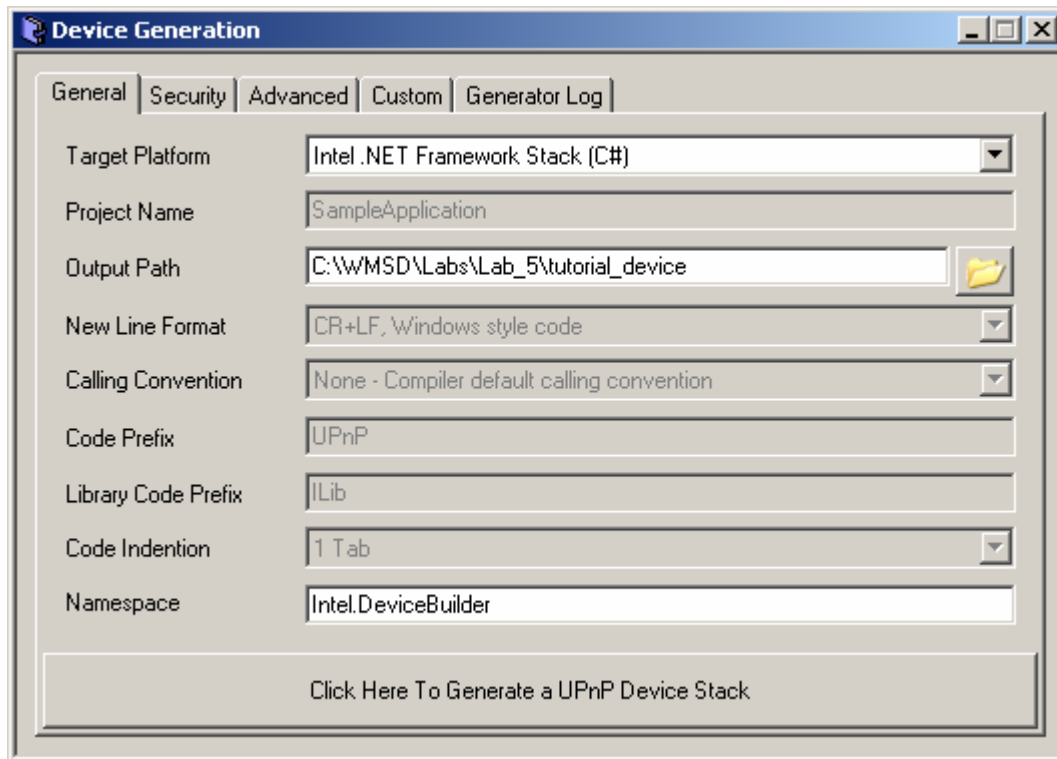 Device Generation
General Security Advanced Custom Generator Log
Target Platform Intel .NET Framework Stack (C#)
Project Name SampleApplication
Output Path C:\WMSD\Labs\Lab_5\tutorial_device
New Line Format CR+LF, Windows style code
Calling Convention None - Compiler default calling convention
Code Prefix UPnP
Library Code Prefix ILib
Code Indention 1 Tab
Namespace Intel.DeviceBuilder
Click Here To Generate a UPnP Device Stack